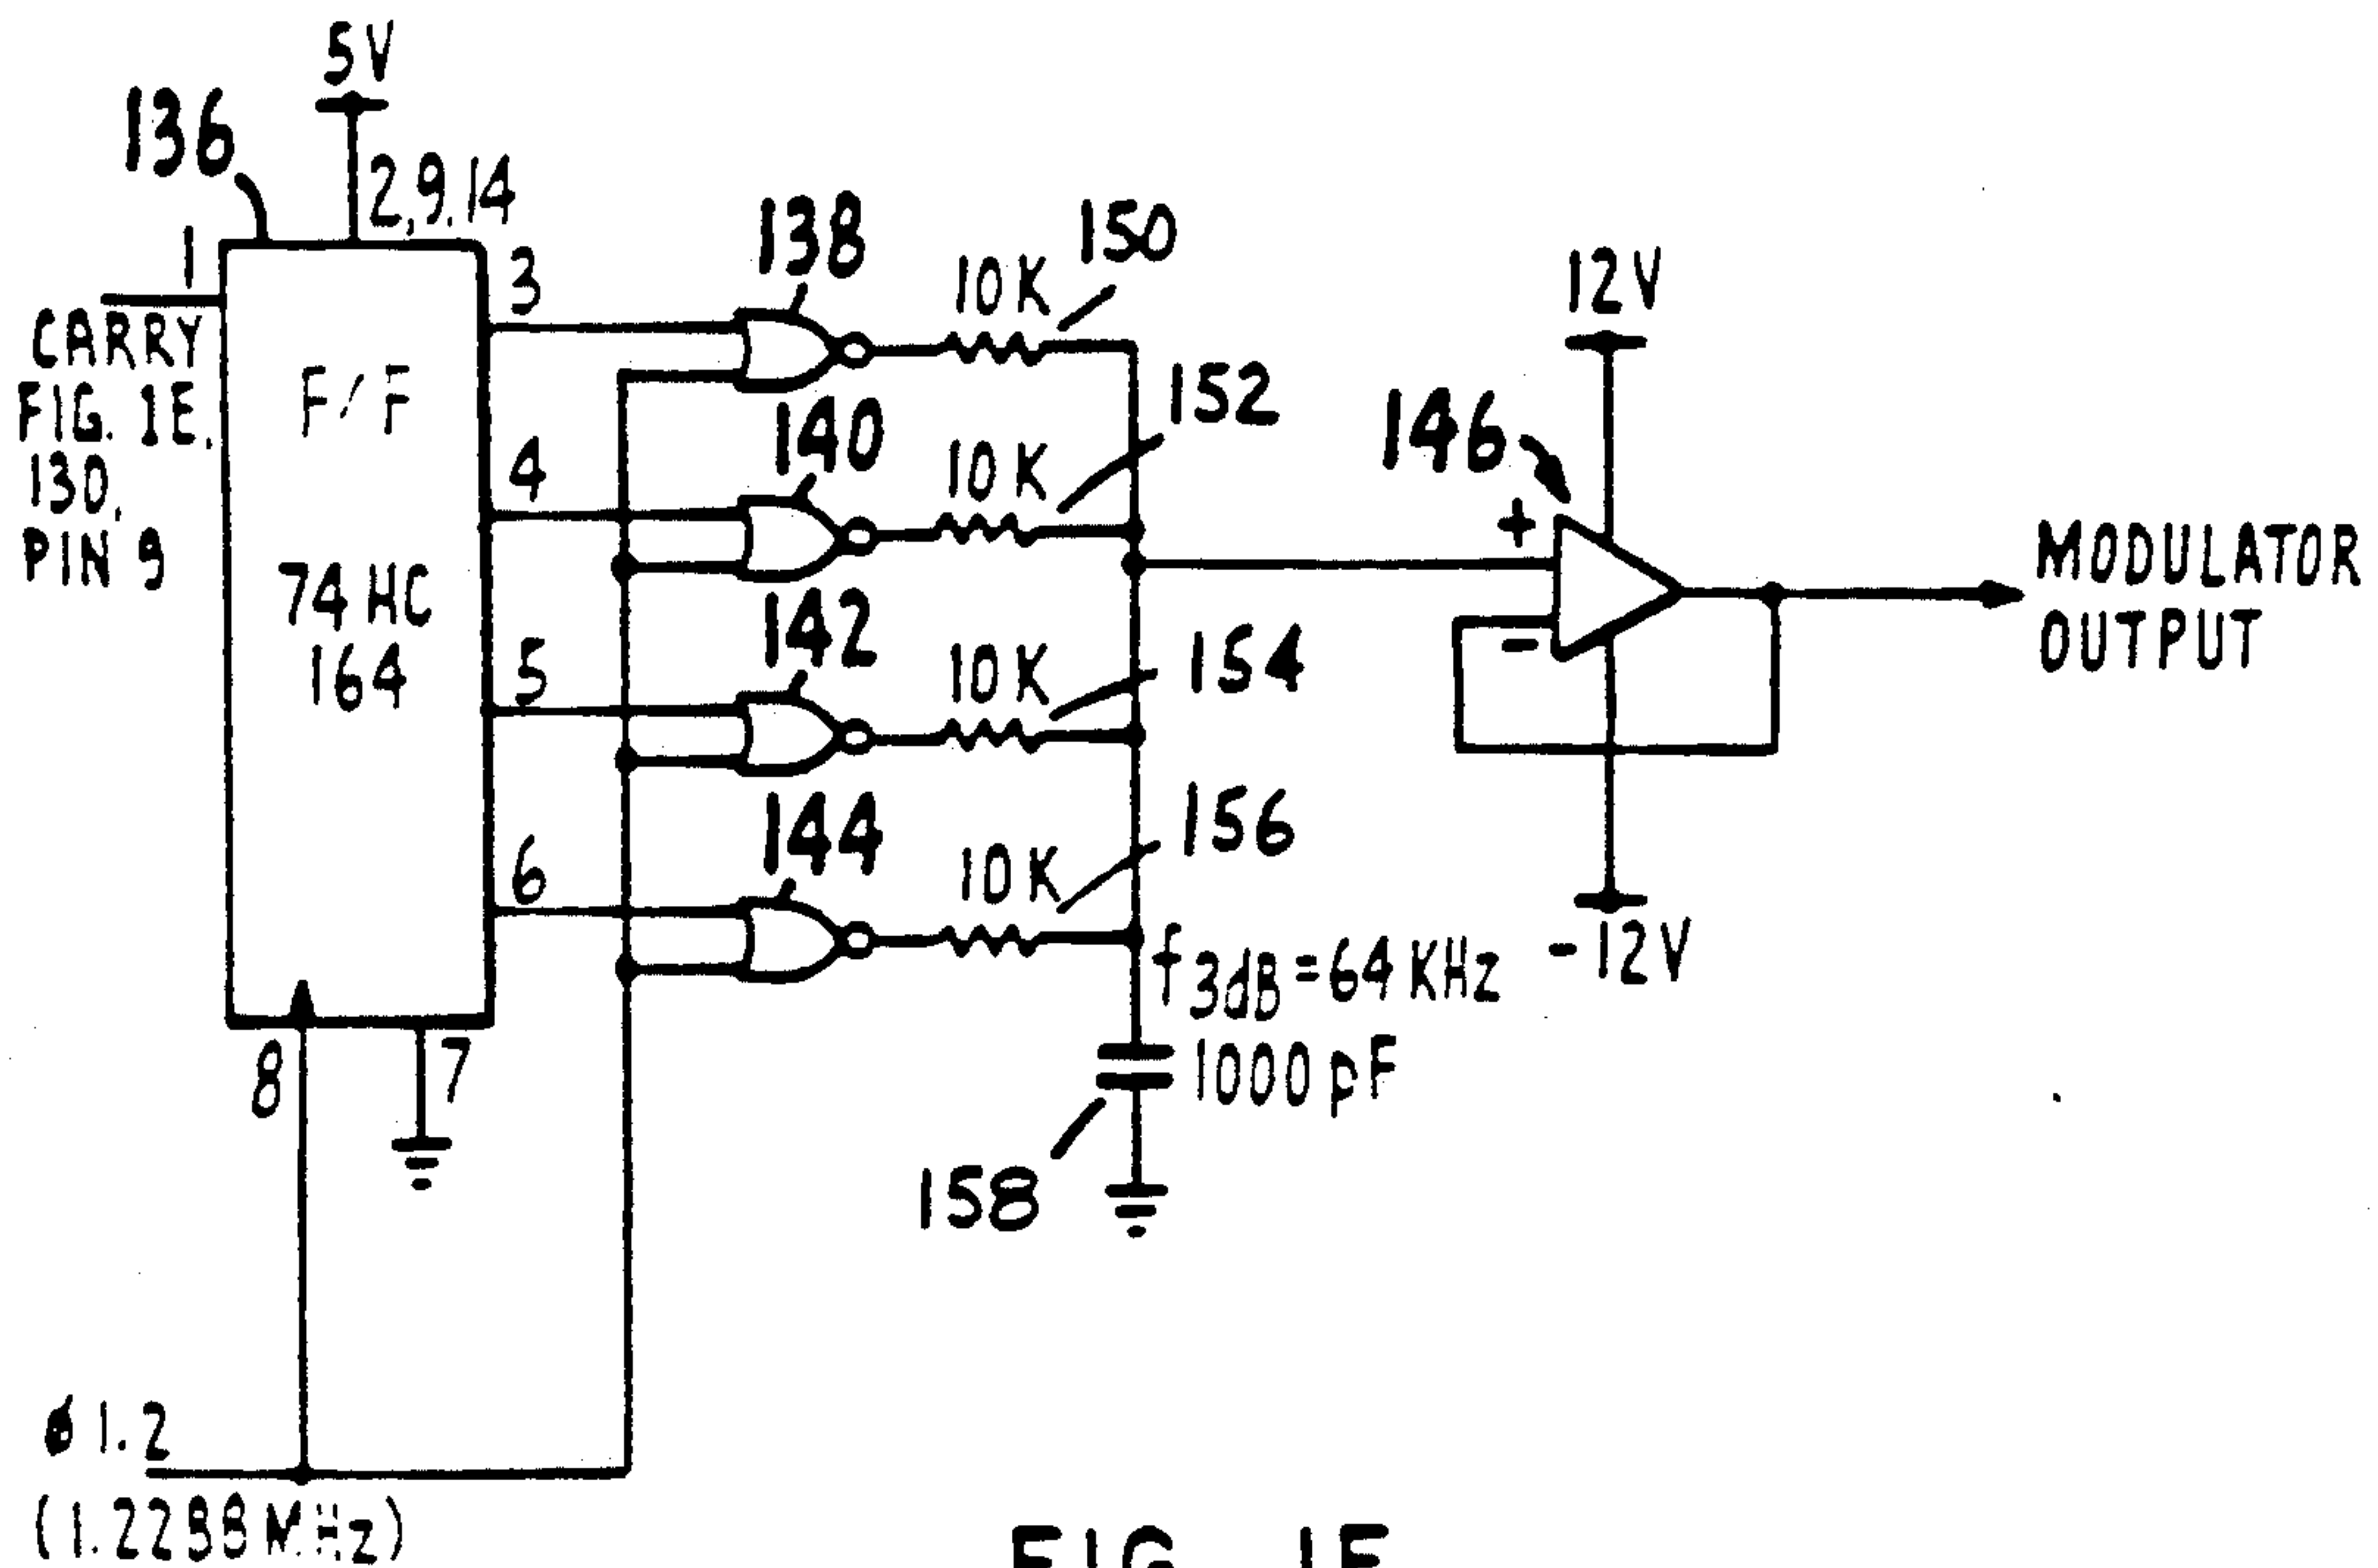 5V
136
2,9,14
1
CARRY
FIG. 1E,
130,
PIN 9
F/F
74HC
164
3
4
5
6
8
7
138
140
142
144
10K
150
10K
152
10K
154
10K
156
f3dB=64KHz
1000pF
158
12V
146
+
-
-12V
MODULATOR
OUTPUT
ø1.2
(1.2288MHz)